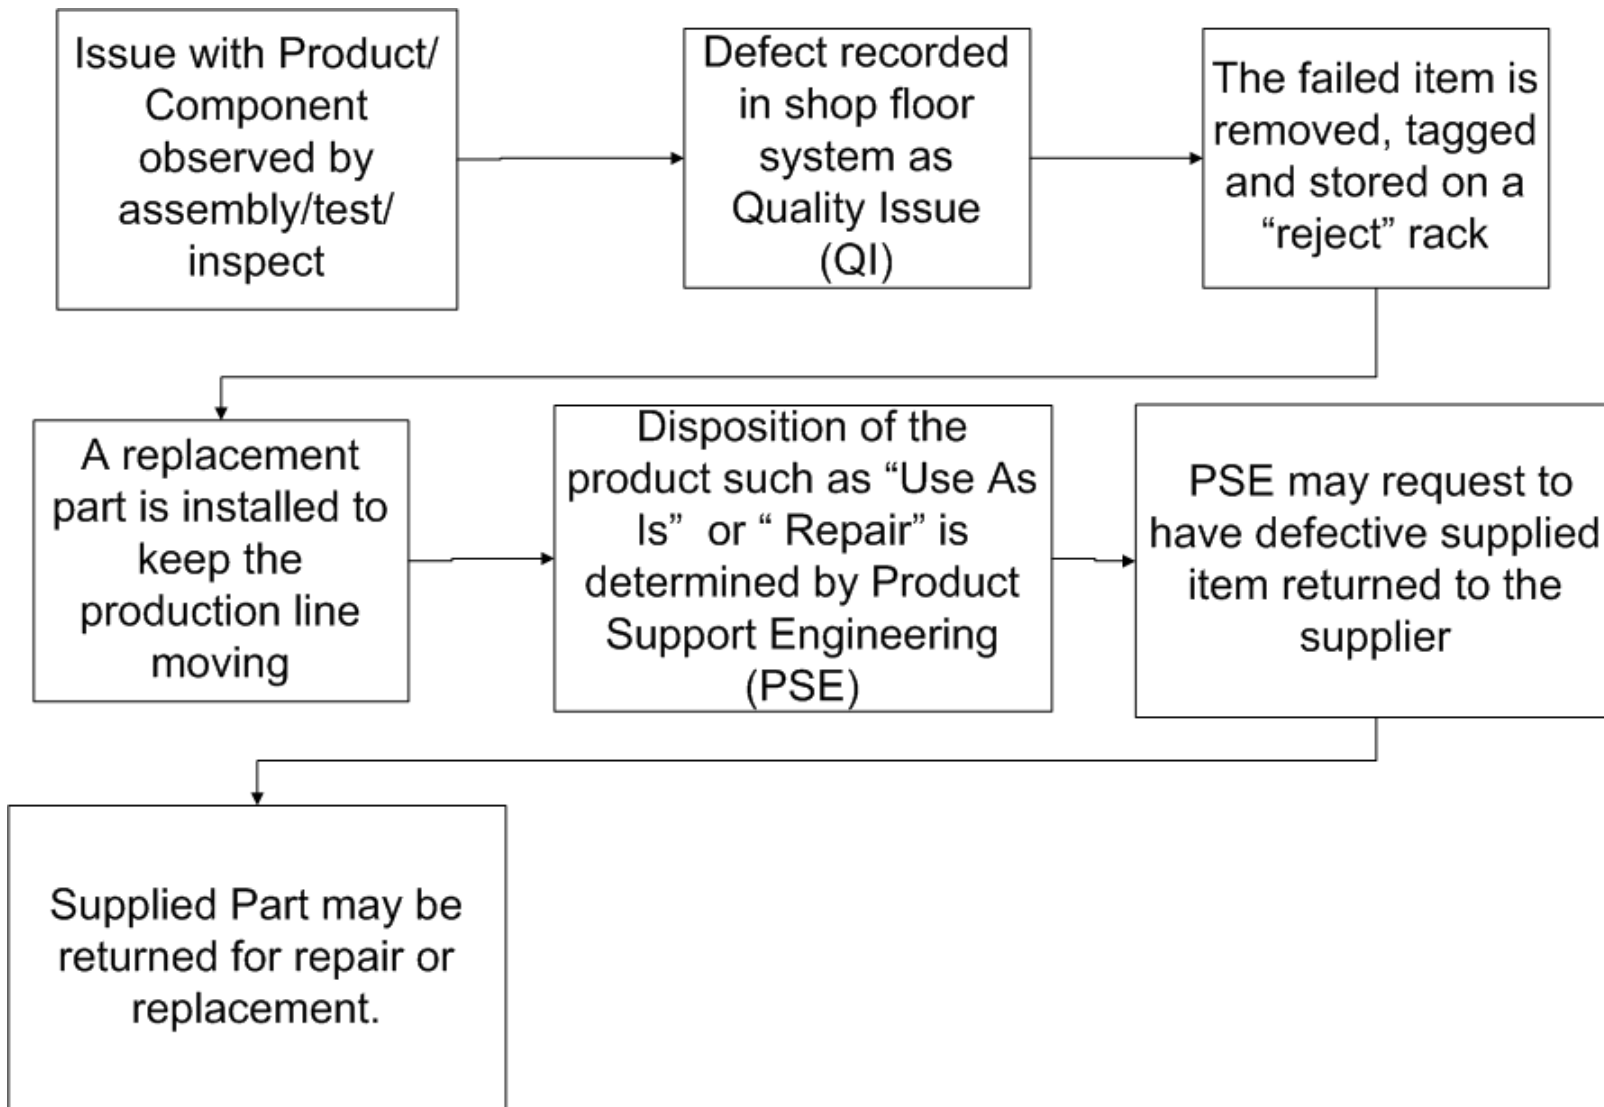 Issue with Product/
Component
observed by
assembly/test/
inspect
Defect recorded
in shop floor
system as
Quality Issue
(QI)
The failed item is
removed, tagged
and stored on a
“reject” rack
A replacement
part is installed to
keep the
production line
moving
Disposition of the
product such as “Use As
Is”  or “ Repair” is
determined by Product
Support Engineering
(PSE)
PSE may request to
have defective supplied
item returned to the
supplier
Supplied Part may be
returned for repair or
replacement.